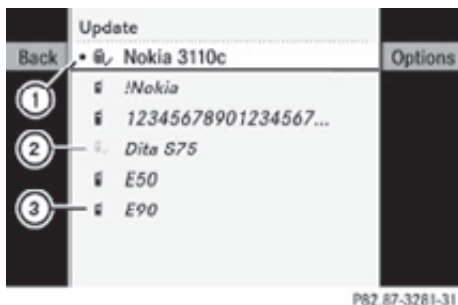 Update
Back
• Nokia 3110c
Options
1
!Nokia
12345678901234567...
2
Dita S75
E50
3
E90
P82.87-3281-31